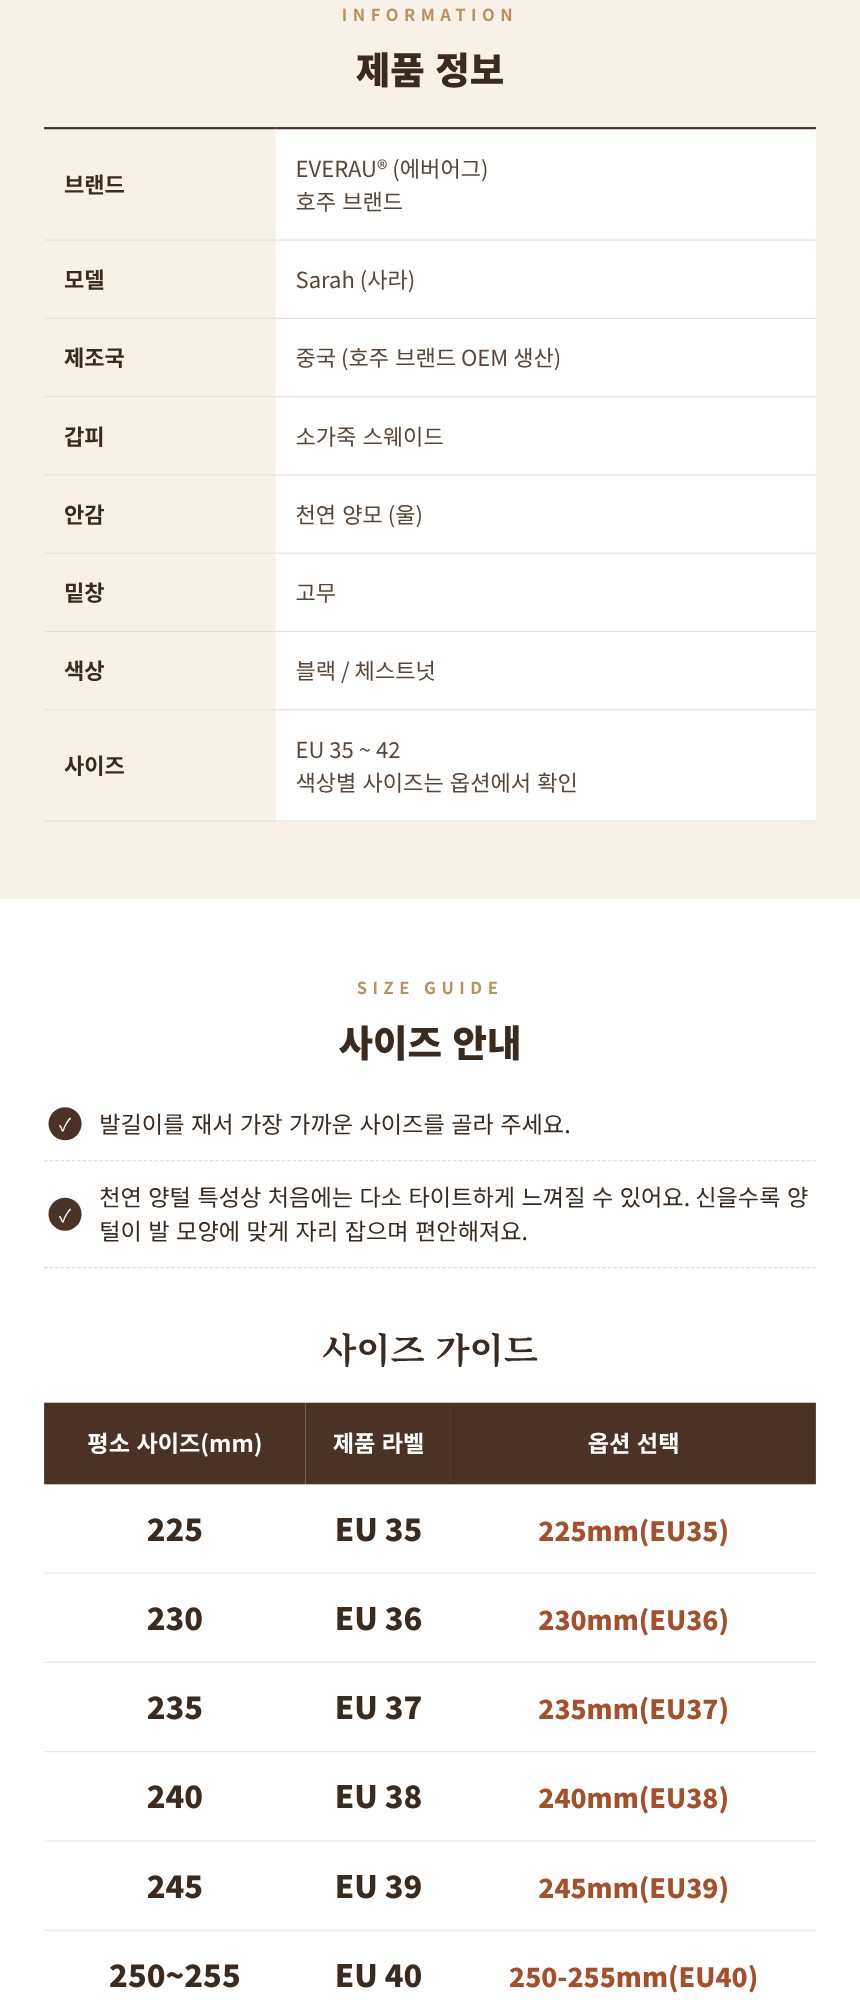 INFORMATION
제품 정보
브랜드
EVERAU® (에버어그)
호주 브랜드
모델
Sarah (사라)
제조국
중국 (호주 브랜드 OEM 생산)
갑피
소가죽 스웨이드
안감
천연 양모 (울)
밑창
고무
색상
블랙 / 체스트넛
사이즈
EU 35 ~ 42
색상별 사이즈는 옵션에서 확인
SIZE GUIDE
사이즈 안내
✓ 발길이를 재서 가장 가까운 사이즈를 골라 주세요.
✓ 천연 양털 특성상 처음에는 다소 타이트하게 느껴질 수 있어요. 신을수록 양
털이 발 모양에 맞게 자리 잡으며 편안해져요.
사이즈 가이드
평소 사이즈(mm) 제품 라벨 옵션 선택
225 EU 35 225mm(EU35)
230 EU 36 230mm(EU36)
235 EU 37 235mm(EU37)
240 EU 38 240mm(EU38)
245 EU 39 245mm(EU39)
250~255 EU 40 250-255mm(EU40)